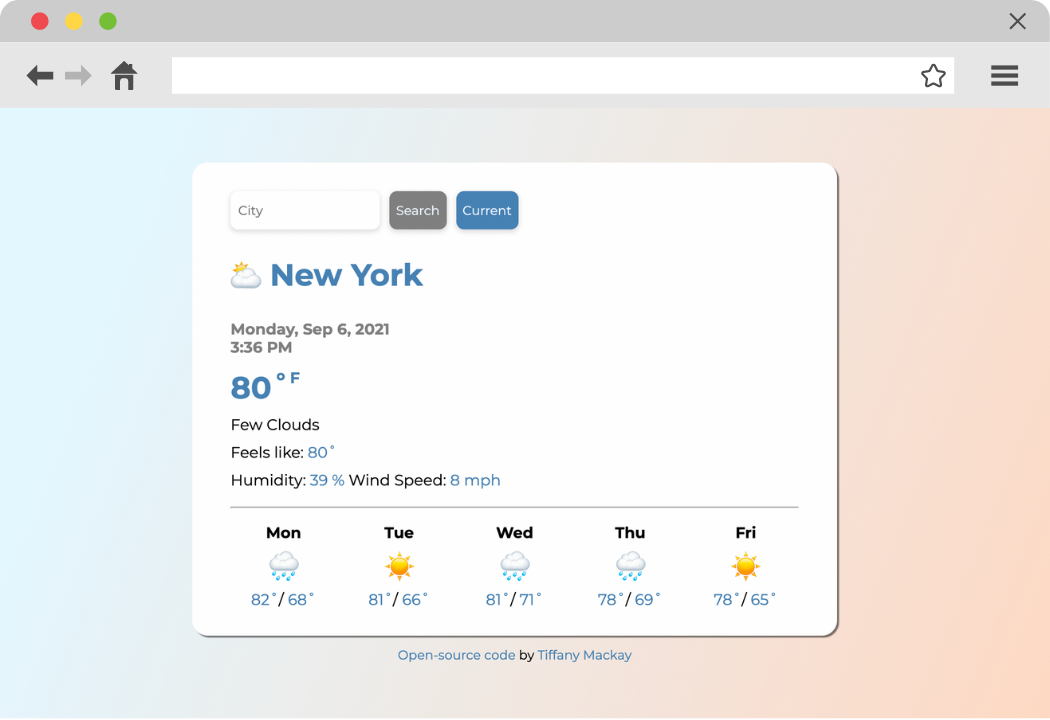 City Search Current
New York
Monday, Sep 6, 2021
3:36 PM
80° F
Few Clouds
Feels like: 80°
Humidity: 39 % Wind Speed: 8 mph
Mon Tue Wed Thu Fri
82°/ 68° 81°/ 66° 81°/ 71° 78°/ 69° 78°/ 65°
Open-source code by Tiffany Mackay